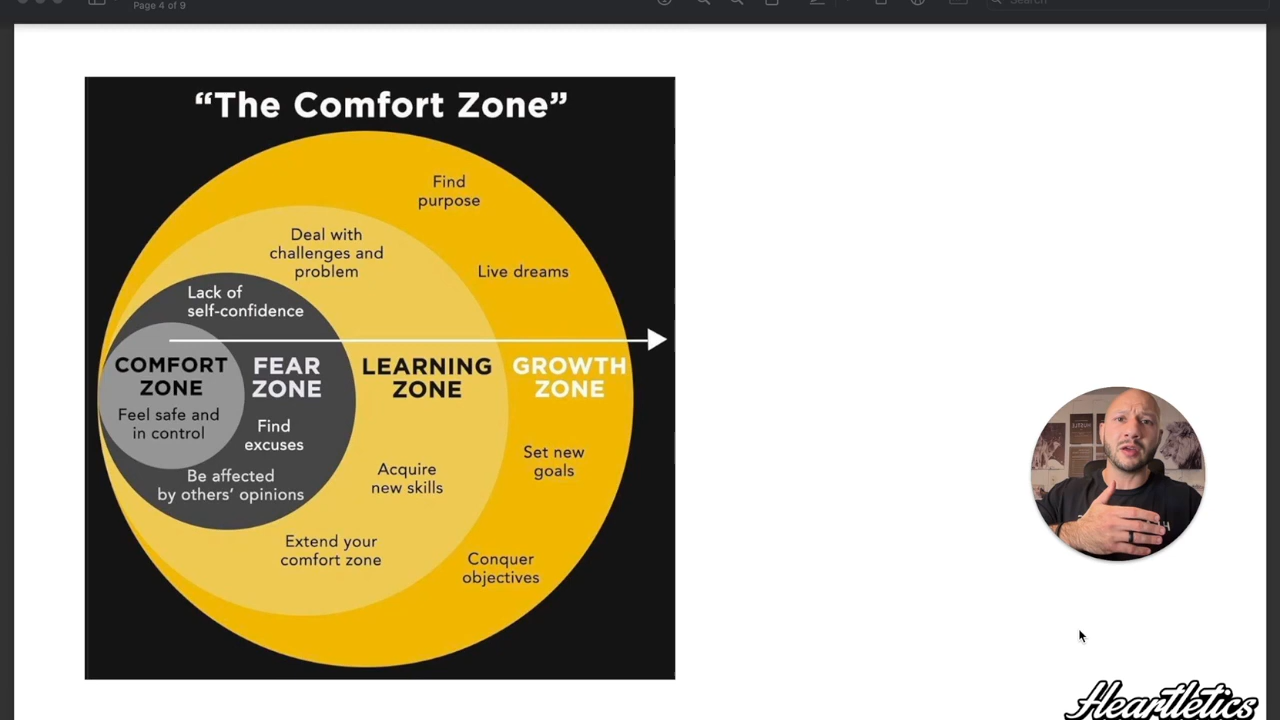 Page 4 of 9
Search
“The Comfort Zone”
Find
purpose
Deal with
challenges and
problem
Live dreams
Lack of
self-confidence
COMFORT
ZONE
Feel safe and
in control
FEAR
ZONE
Find
excuses
Be affected
by others’ opinions
LEARNING
ZONE
Acquire
new skills
Extend your
comfort zone
GROWTH
ZONE
Set new
goals
Conquer
objectives
Heartletics